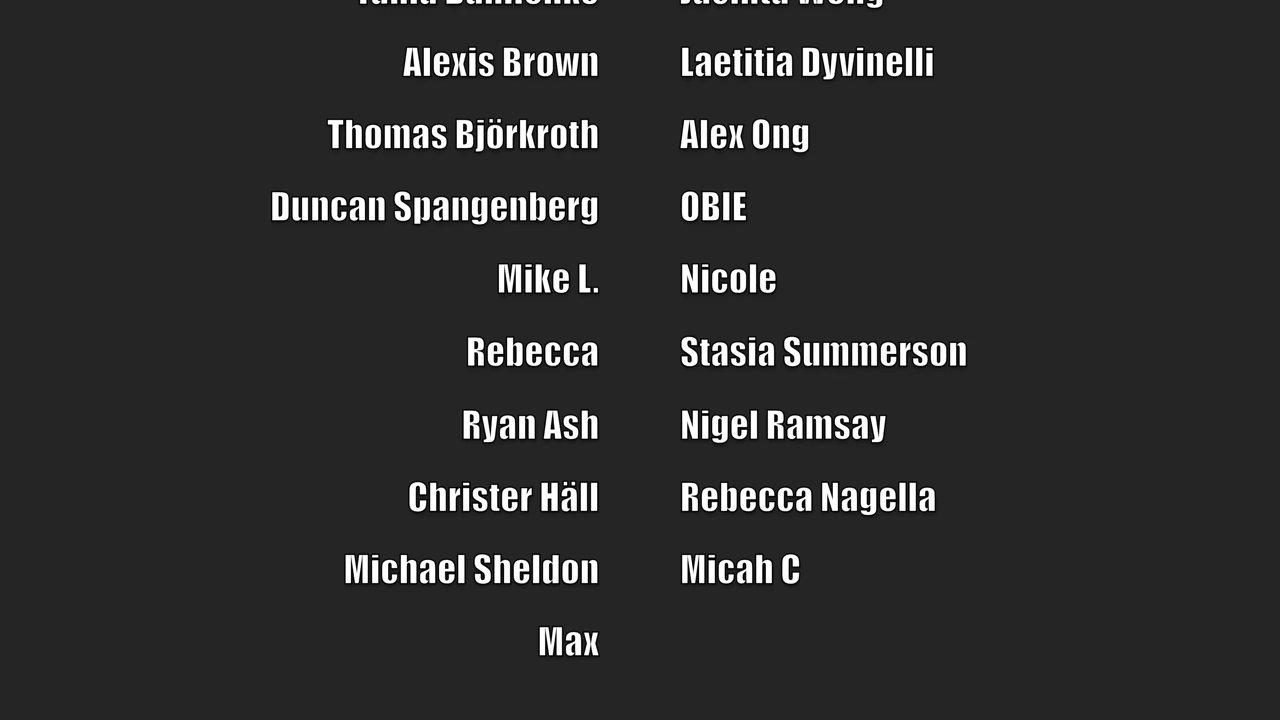 Alexis Brown Laetitia Dyvinelli
Thomas Björkroth Alex Ong
Duncan Spangenberg OBIE
Mike L. Nicole
Rebecca Stasia Summerson
Ryan Ash Nigel Ramsay
Christer Häll Rebecca Nagella
Michael Sheldon Micah C
Max